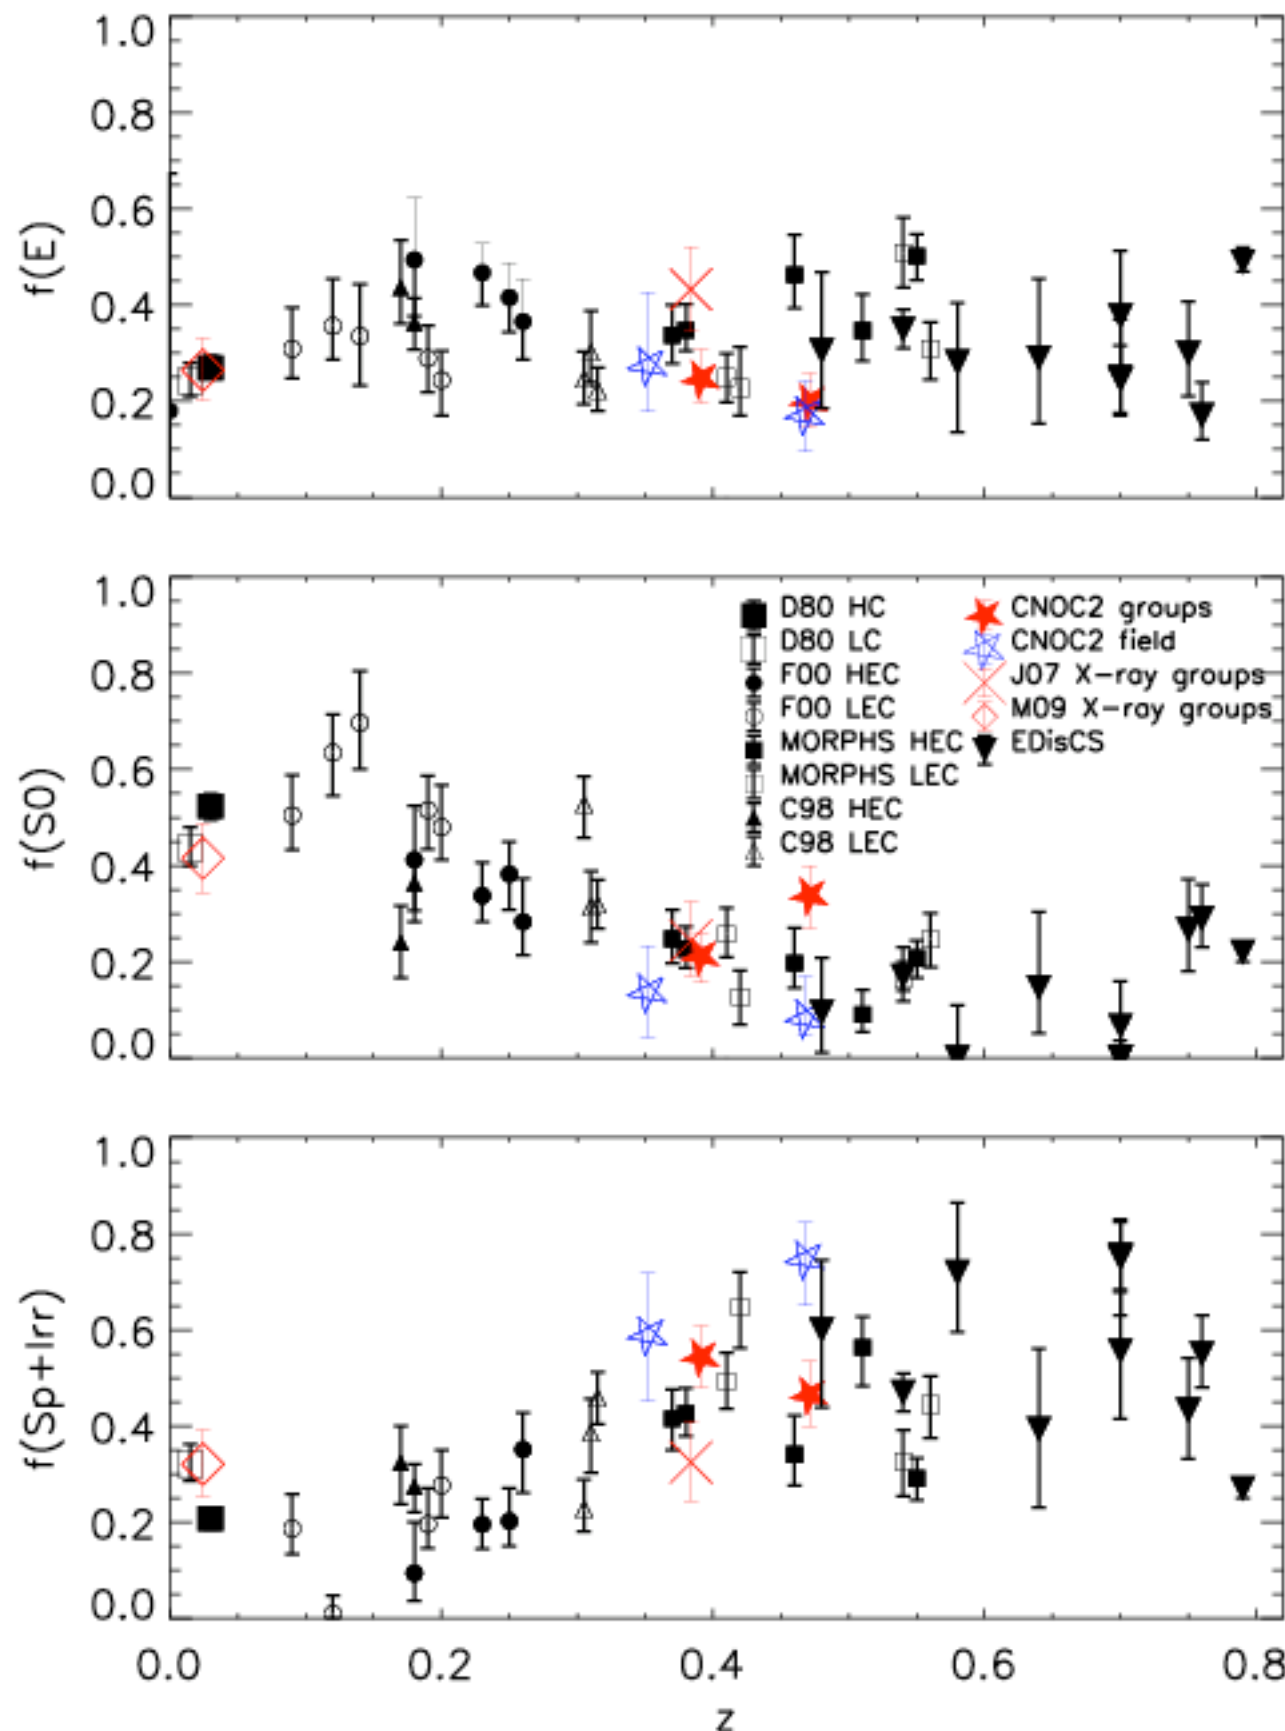 1.0
0.8
0.6
f(E)
0.4
0.2
0.0
1.0
D80 HC CNOC2 groups
D80 LC CNOC2 field
0.8
F00 HEC J07 X-ray groups
F00 LEC M09 X-ray groups
0.6
MORPHS HEC EDisCS
MORPHS LEC
f(S0)
C98 HEC
C98 LEC
0.4
0.2
0.0
1.0
0.8
0.6
f(Sp+Irr)
0.4
0.2
0.0
0.0 0.2 0.4 0.6 0.8
z